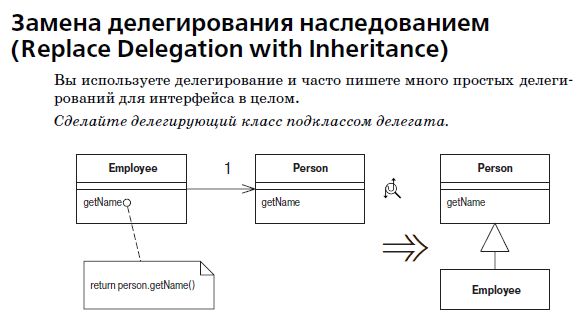 Замена делегирования наследованием
(Replace Delegation with Inheritance)
Вы используете делегирование и часто пишете много простых делеги-
рований для интерфейса в целом.
Сделайте делегирующий класс подклассом делегата.
Employee
1
Person
Person
getName
getName
getName
return person.getName()
Employee